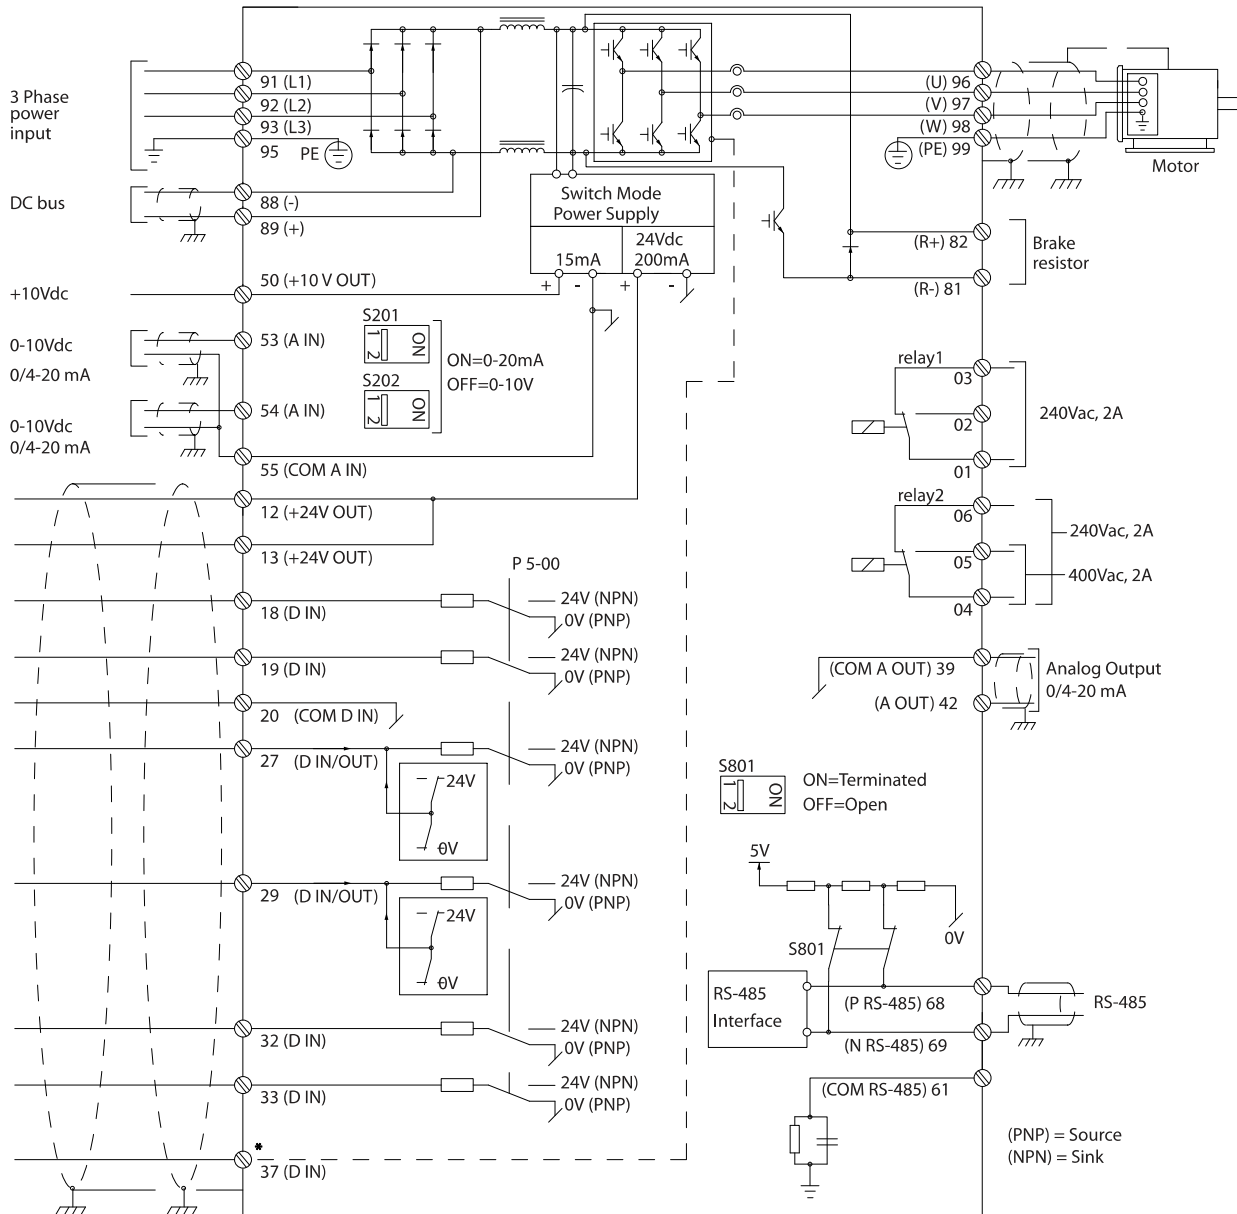 3 Phase
power
input
91 (L1)
92 (L2)
93 (L3)
95
PE
DC bus
88 (-)
89 (+)
+10Vdc
50 (+10 V OUT)
0-10Vdc
0/4-20 mA
53 (A IN)
0-10Vdc
0/4-20 mA
54 (A IN)
55 (COM A IN)
12 (+24V OUT)
13 (+24V OUT)
18 (D IN)
19 (D IN)
20 (COM D IN)
27 (D IN/OUT)
29 (D IN/OUT)
32 (D IN)
33 (D IN)
*
37 (D IN)
Switch Mode
Power Supply
15mA
24Vdc
200mA
+ - + -
S201
1 2
ON
S202
1 2
ON
ON=0-20mA
OFF=0-10V
P 5-00
24V (NPN)
0V (PNP)
24V (NPN)
0V (PNP)
24V (NPN)
0V (PNP)
24V
0V
24V (NPN)
0V (PNP)
24V
0V
24V (NPN)
0V (PNP)
24V (NPN)
0V (PNP)
(U) 96
(V) 97
(W) 98
(PE) 99
Motor
(R+) 82
(R-) 81
Brake
resistor
relay1
03
02
01
240Vac, 2A
relay2
06
05
04
240Vac, 2A
400Vac, 2A
(COM A OUT) 39
(A OUT) 42
Analog Output
0/4-20 mA
S801
1 2
ON
ON=Terminated
OFF=Open
5V
0V
S801
RS-485
Interface
(P RS-485) 68
(N RS-485) 69
(COM RS-485) 61
RS-485
(PNP) = Source
(NPN) = Sink